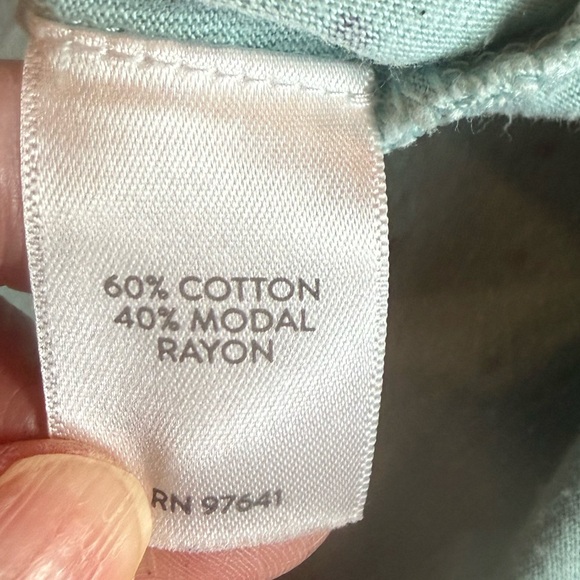 60% COTTON
40% MODAL
RAYON
RN 97641